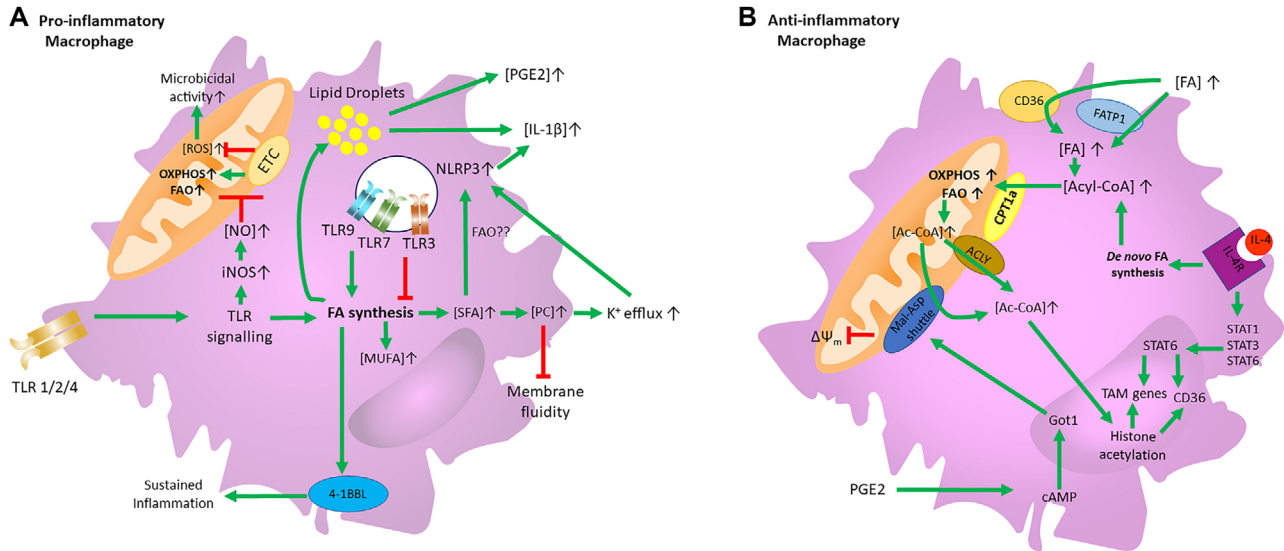 A Pro-inflammatory
Macrophage
Microbicidal
activity↑
[ROS]↑
ETC
OXPHOS↑
FAO↑
[NO]↑
iNOS↑
TLR
signalling
TLR 1/2/4
Lipid Droplets
[PGE2]↑
[IL-1β]↑
NLRP3↑
TLR9
TLR7
TLR3
FAO??
FA synthesis
[SFA]↑
[PC]↑
K⁺ efflux ↑
[MUFA]↑
Membrane
fluidity
4-1BBL
Sustained
Inflammation
B Anti-inflammatory
Macrophage
CD36
FATP1
[FA] ↑
[FA] ↑
[Acyl-CoA] ↑
OXPHOS ↑
FAO ↑
CPT1a
[Ac-CoA]↑
ACLY
De novo FA
synthesis
IL-4
IL-4R
Mal-Asp
shuttle
[Ac-CoA]↑
ΔΨm
STAT1
STAT3
STAT6
STAT6
TAM genes
CD36
Got1
Histone
acetylation
PGE2
cAMP